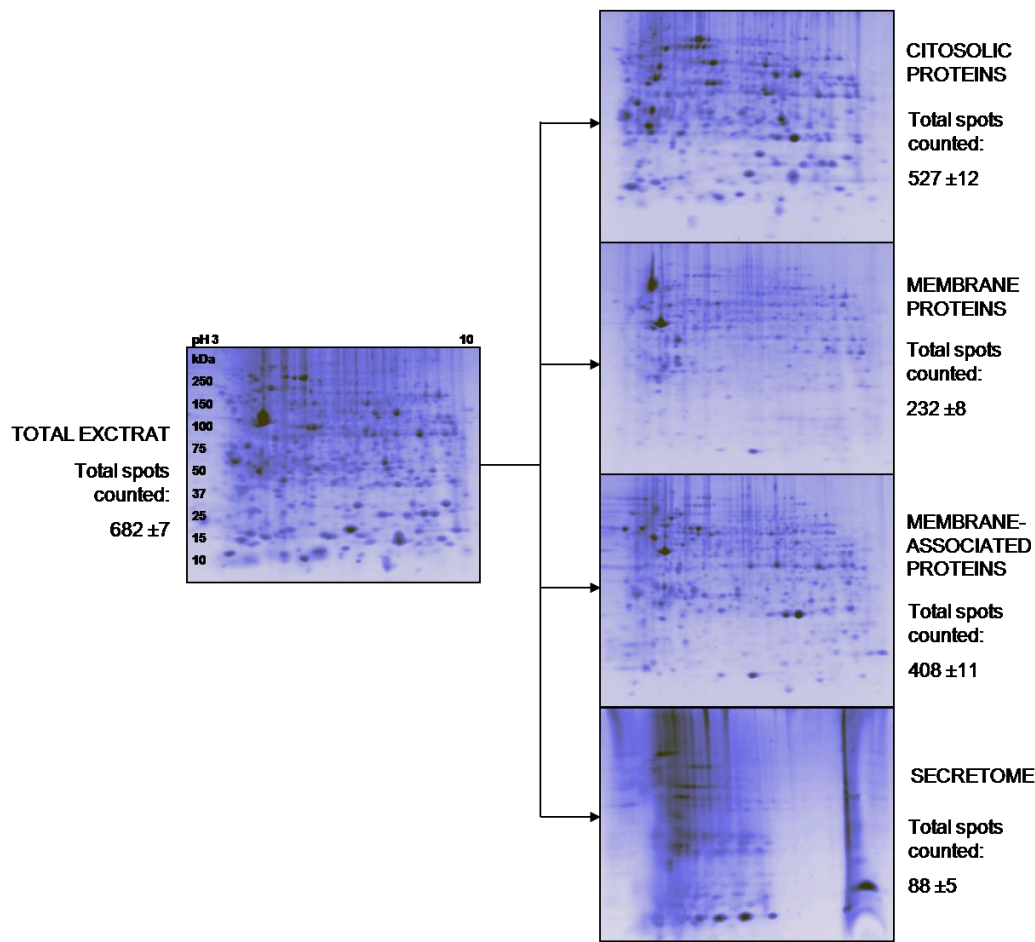 CITOSOLIC
PROTEINS
Total spots
counted:
527 ±12
MEMBRANE
PROTEINS
Total spots
counted:
232 ±8
pH 3 10
kDa
250
150
100
75
50
37
25
15
10
TOTAL EXCTRAT
Total spots
counted:
682 ±7
MEMBRANE-
ASSOCIATED
PROTEINS
Total spots
counted:
408 ±11
SECRETOME
Total spots
counted:
88 ±5